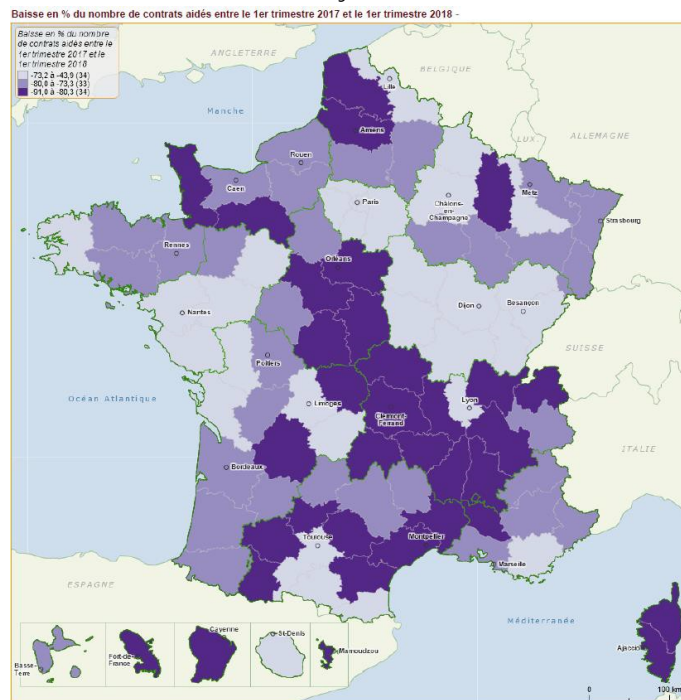 Baisse en % du nombre de contrats aidés entre le 1er trimestre 2017 et le 1er trimestre 2018 -
Baisse en % du nombre
de contrats aidés entre le
1er trimestre 2017 et le
1er trimestre 2018
-73,2 à -43,9 (34)
-80,0 à -73,3 (33)
-91,0 à -80,3 (34)
ANGLETERRE
BELGIQUE
Lille
Manche
Amiens
LUX.
ALLEMAGNE
Rouen
Caen
Metz
Paris
Châlons-
en-
Champagne
Strasbourg
Rennes
Orléans
Nantes
Dijon
Besançon
SUISSE
Poitiers
Océan Atlantique
Limoges
Clermont-
Ferrand
Lyon
ITALIE
Bordeaux
Toulouse
Montpellier
Marseille
ESPAGNE
Méditerranée
Basse-
Terre
Fort-de-
France
Cayenne
St-Denis
Mamoudzou
Ajaccio
0 100 km